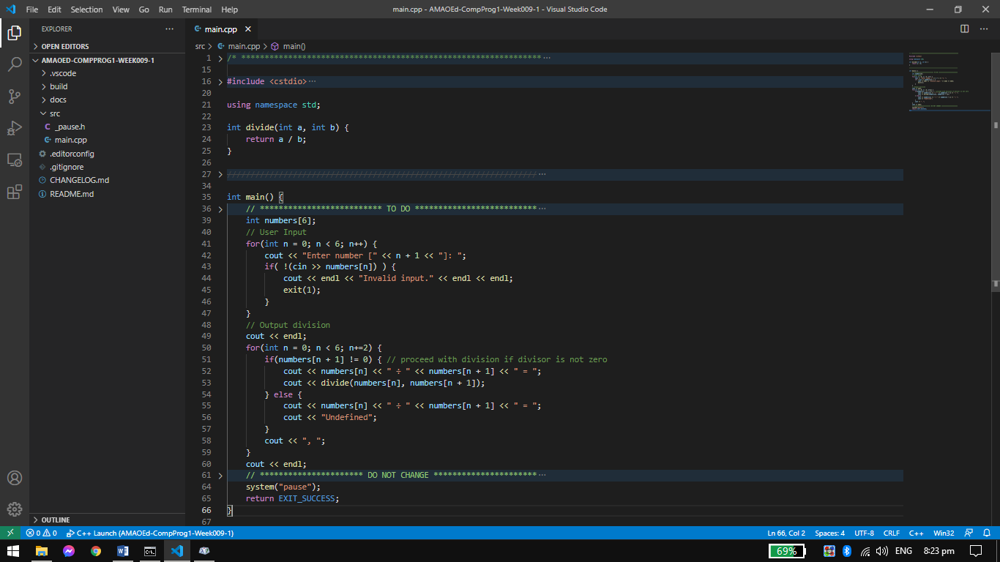 File Edit Selection View Go Run Terminal Help
main.cpp - AMAOEd-CompProg1-Week009-1 - Visual Studio Code
EXPLORER
OPEN EDITORS
AMAOED-COMPPROG1-WEEK009-1
.vscode
build
docs
src
C _pause.h
main.cpp
.editorconfig
.gitignore
CHANGELOG.md
README.md
OUTLINE
main.cpp
src > main.cpp > main()
1 /* ****************************************************************
15
16 #include <cstdio>
20
21 using namespace std;
22
23 int divide(int a, int b) {
24 return a / b;
25 }
26
27 //////////////////////////////////////////////////////////////////
34
35 int main() {
36 // ************************** TO DO **************************
39 int numbers[6];
40 // User Input
41 for(int n = 0; n < 6; n++) {
42 cout << "Enter number [" << n + 1 << "]: ";
43 if( !(cin >> numbers[n]) ) {
44 cout << endl << "Invalid input." << endl << endl;
45 exit(1);
46 }
47 }
48 // Output division
49 cout << endl;
50 for(int n = 0; n < 6; n+=2) {
51 if(numbers[n + 1] != 0) { // proceed with division if divisor is not zero
52 cout << numbers[n] << " ÷ " << numbers[n + 1] << " = ";
53 cout << divide(numbers[n], numbers[n + 1]);
54 } else {
55 cout << numbers[n] << " ÷ " << numbers[n + 1] << " = ";
56 cout << "Undefined";
57 }
58 cout << ", ";
59 }
60 cout << endl;
61 // ********************** DO NOT CHANGE **********************
64 system("pause");
65 return EXIT_SUCCESS;
66 }
67
0 0 C++ Launch (AMAOEd-CompProg1-Week009-1)
Ln 66, Col 2 Spaces: 4 UTF-8 CRLF C++ Win32
69% ENG 8:23 pm